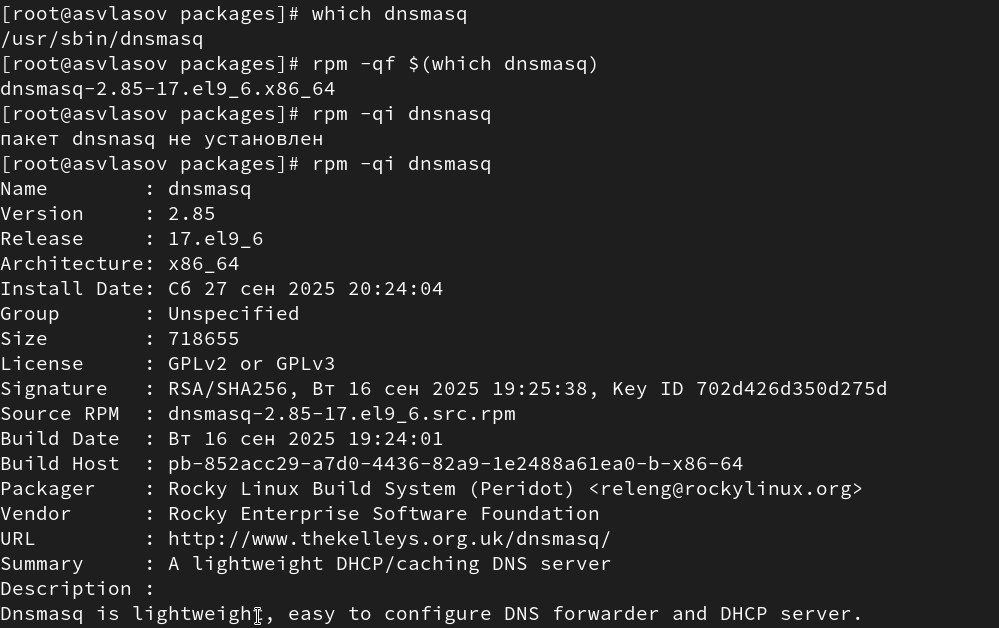 [root@asvlasov packages]# which dnsmasq
/usr/sbin/dnsmasq
[root@asvlasov packages]# rpm -qf $(which dnsmasq)
dnsmasq-2.85-17.el9_6.x86_64
[root@asvlasov packages]# rpm -qi dnsnasq
пакет dnsnasq не установлен
[root@asvlasov packages]# rpm -qi dnsmasq
Name        : dnsmasq
Version     : 2.85
Release     : 17.el9_6
Architecture: x86_64
Install Date: Сб 27 сен 2025 20:24:04
Group       : Unspecified
Size        : 718655
License     : GPLv2 or GPLv3
Signature   : RSA/SHA256, Вт 16 сен 2025 19:25:38, Key ID 702d426d350d275d
Source RPM  : dnsmasq-2.85-17.el9_6.src.rpm
Build Date  : Вт 16 сен 2025 19:24:01
Build Host  : pb-852acc29-a7d0-4436-82a9-1e2488a61ea0-b-x86-64
Packager    : Rocky Linux Build System (Peridot) <releng@rockylinux.org>
Vendor      : Rocky Enterprise Software Foundation
URL         : http://www.thekelleys.org.uk/dnsmasq/
Summary     : A lightweight DHCP/caching DNS server
Description :
Dnsmasq is lightweight, easy to configure DNS forwarder and DHCP server.